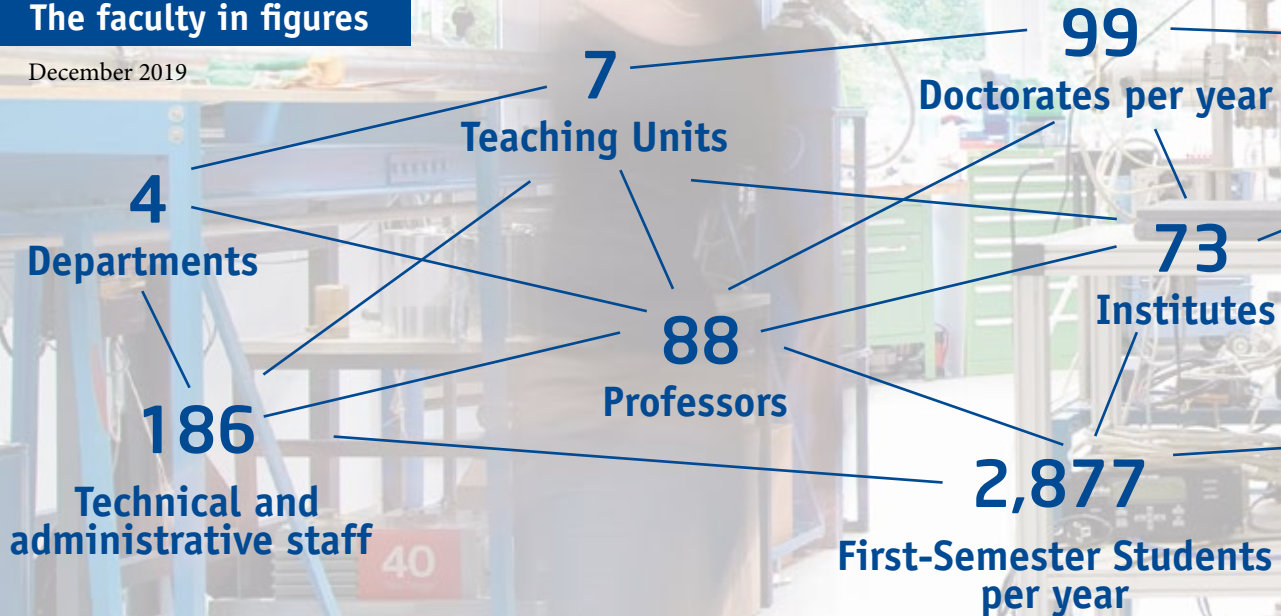 The faculty in figures
December 2019
7
Teaching Units
99
Doctorates per year
4
Departments
73
Institutes
88
Professors
186
Technical and
administrative staff
2,877
First-Semester Students
per year
40